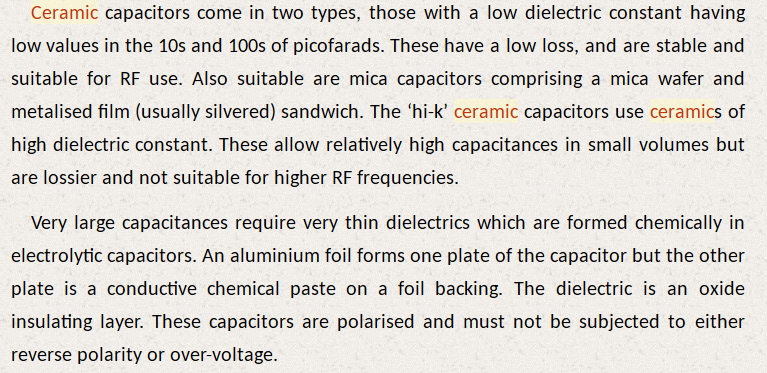 Ceramic capacitors come in two types, those with a low dielectric constant having
low values in the 10s and 100s of picofarads. These have a low loss, and are stable and
suitable for RF use. Also suitable are mica capacitors comprising a mica wafer and
metalised film (usually silvered) sandwich. The ‘hi-k’ ceramic capacitors use ceramics of
high dielectric constant. These allow relatively high capacitances in small volumes but
are lossier and not suitable for higher RF frequencies.
Very large capacitances require very thin dielectrics which are formed chemically in
electrolytic capacitors. An aluminium foil forms one plate of the capacitor but the other
plate is a conductive chemical paste on a foil backing. The dielectric is an oxide
insulating layer. These capacitors are polarised and must not be subjected to either
reverse polarity or over-voltage.